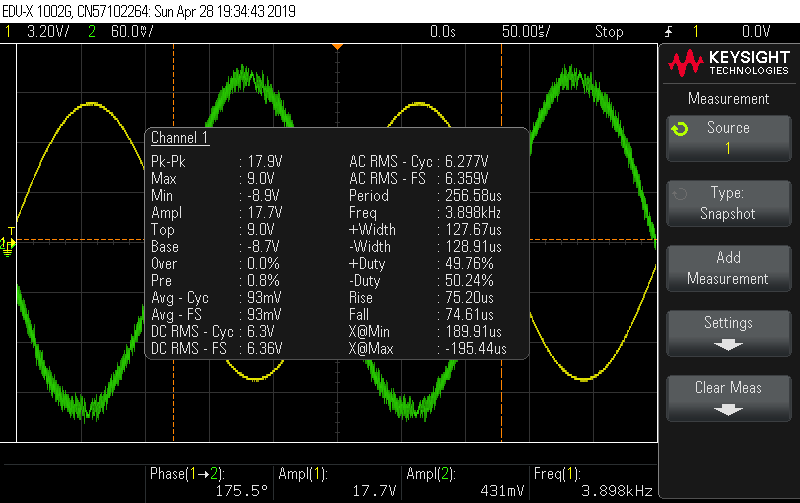 EDU-X 1002G, CN57102264: Sun Apr 28 19:34:43 2019
1 3.20V/ 2 60.0㎷/ 0.0s 50.00㎲/ Stop 1 0.0V
KEYSIGHT
TECHNOLOGIES
Measurement
Source
1
Type:
Snapshot
Add
Measurement
Settings
Clear Meas
T
Channel 1
Pk-Pk : 17.9V AC RMS - Cyc : 6.277V
Max : 9.0V AC RMS - FS : 6.359V
Min : -8.9V Period : 256.58us
Ampl : 17.7V Freq : 3.898kHz
Top : 9.0V +Width : 127.67us
Base : -8.7V -Width : 128.91us
Over : 0.0% +Duty : 49.76%
Pre : 0.8% -Duty : 50.24%
Avg - Cyc : 93mV Rise : 75.20us
Avg - FS : 93mV Fall : 74.61us
DC RMS - Cyc : 6.3V X@Min : 189.91us
DC RMS - FS : 6.36V X@Max : -195.44us
Phase(1→2): Ampl(1): Ampl(2): Freq(1):
175.5° 17.7V 431mV 3.898kHz